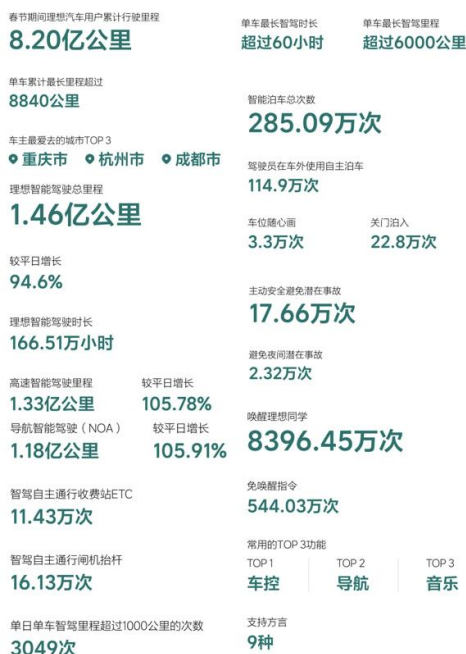 春节期间理想汽车用户累计行驶里程
8.20亿公里
单车累计最长里程超过
8840公里
车主最爱去的城市TOP 3
重庆市 杭州市 成都市
理想智能驾驶总里程
1.46亿公里
较平日增长
94.6%
理想智能驾驶时长
166.51万小时
高速智能驾驶里程 较平日增长
1.33亿公里 105.78%
导航智能驾驶（NOA） 较平日增长
1.18亿公里 105.91%
智驾自主通行收费站ETC
11.43万次
智驾自主通行闸机抬杆
16.13万次
单日单车智驾里程超过1000公里的次数
3049次
单车最长智驾时长 单车最长智驾里程
超过60小时 超过6000公里
智能泊车总次数
285.09万次
驾驶员在车外使用自主泊车
114.9万次
车位随心画 关门泊入
3.3万次 22.8万次
主动安全避免潜在事故
17.66万次
避免夜间潜在事故
2.32万次
唤醒理想同学
8396.45万次
免唤醒指令
544.03万次
常用的TOP 3功能
TOP 1 TOP 2 TOP 3
车控 导航 音乐
支持方言
9种